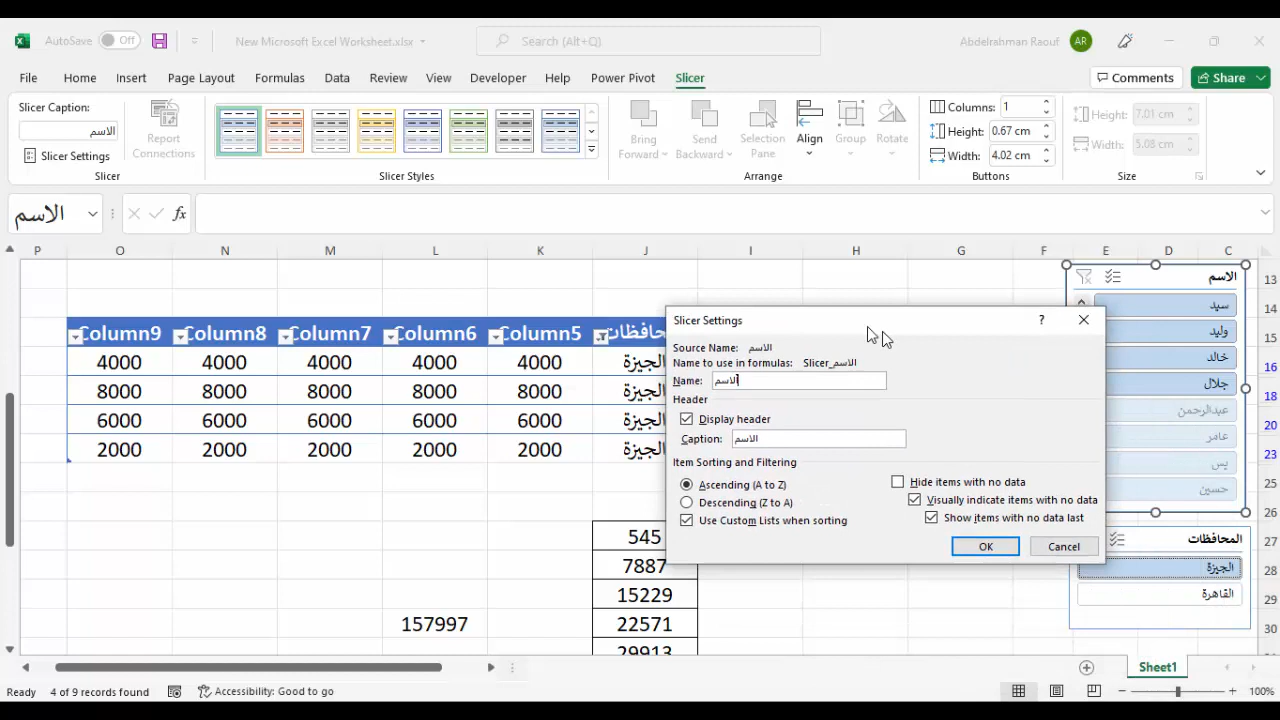 AutoSave Off New Microsoft Excel Worksheet.xlsx Search (Alt+Q) Abdelrahman Raouf AR
File Home Insert Page Layout Formulas Data Review View Developer Help Power Pivot Slicer Comments Share
Slicer Caption:
الاسم
Slicer Settings
Report Connections
Slicer
Slicer Styles
Bring Forward
Send Backward
Selection Pane
Align
Group
Rotate
Arrange
Columns: 1
Height: 0.67 cm
Width: 4.02 cm
Buttons
Height: 7.01 cm
Width: 5.08 cm
Size
الاسم fx
P O N M L K J I H G F E D C
Column9 Column8 Column7 Column6 Column5
4000 4000 4000 4000 4000 الجيزة
8000 8000 8000 8000 8000 الجيزة
6000 6000 6000 6000 6000 الجيزة
2000 2000 2000 2000 2000 الجيزة
545
7887
15229
157997 22571
29913
Slicer Settings ?
Source Name: الاسم
Name to use in formulas: Slicer_الاسم
Name: الاسم
Header
Display header
Caption: الاسم
Item Sorting and Filtering
Ascending (A to Z)
Descending (Z to A)
Use Custom Lists when sorting
Hide items with no data
Visually indicate items with no data
Show items with no data last
OK Cancel
الاسم
سيد
وليد
خالد
جلال
عبدالرحمن
عامر
يس
حسين
المحافظات
الجيزة
القاهرة
13
15
16
18
20
23
25
26
27
28
29
30
Sheet1
Ready 4 of 9 records found Accessibility: Good to go 100%